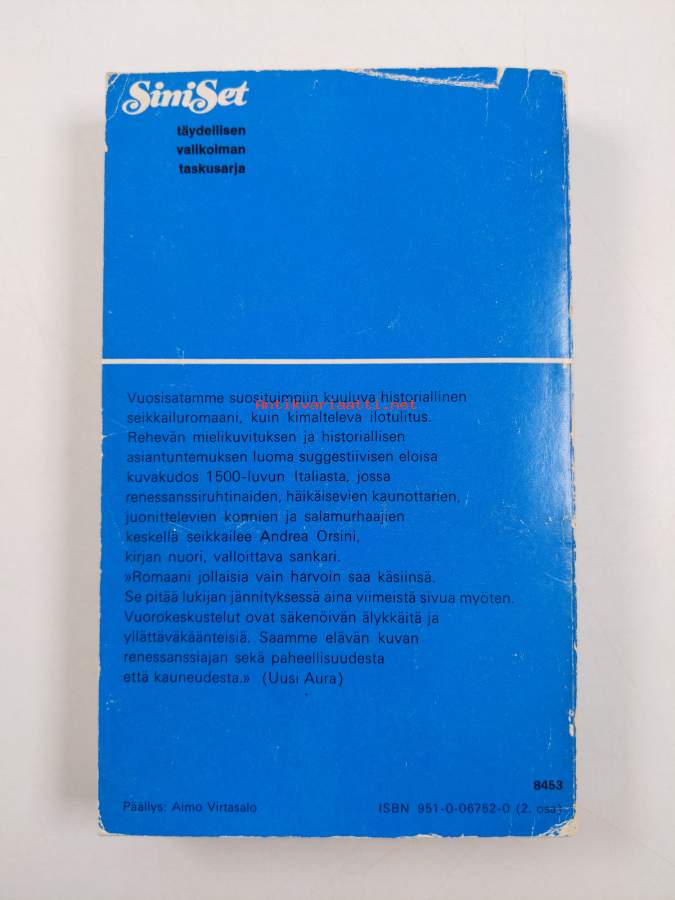 SiniSet
täydellisen
valikoiman
taskusarja
Vuosisatamme suosituimpiin kuuluva historiallinen
Antikvariaatti.net
seikkailuromaani, kuin kimalteleva ilotulitus.
Rehevän mielikuvituksen ja historiallisen
asiantuntemuksen luoma suggestiivisen eloisa
kuvakudos 1500-luvun Italiasta, jossa
renessanssiruhtinaiden, häikäisevien kaunottarien,
juonittelevien konnien ja salamurhaajien
keskellä seikkailee Andrea Orsini,
kirjan nuori, valloittava sankari.
»Romaani jollaisia vain harvoin saa käsiinsä.
Se pitää lukijan jännityksessä aina viimeistä sivua myöten.
Vuorokeskustelut ovat säkenöivän älykkäitä ja
yllättäväkäänteisiä. Saamme elävän kuvan
renessanssiajan sekä paheellisuudesta
että kauneudesta.» (Uusi Aura)
8453
Päällys: Aimo Virtasalo
ISBN 951-0-06752-0 (2. osa)